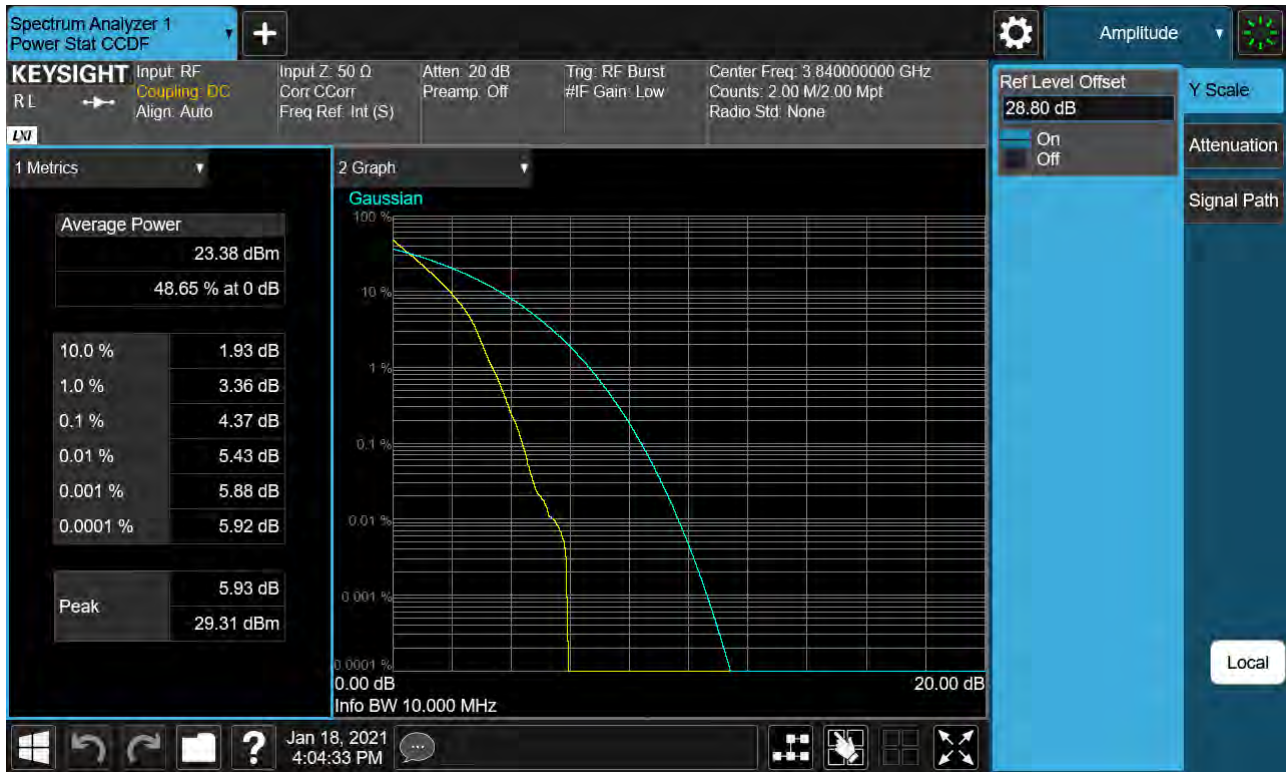 Spectrum Analyzer 1
Power Stat CCDF
+
Amplitude
KEYSIGHT
RL
LXI
Input: RF
Coupling: DC
Align: Auto
Input Z: 50 Ω
Corr CCorr
Freq Ref: Int (S)
Atten: 20 dB
Preamp: Off
Trig: RF Burst
#IF Gain: Low
Center Freq: 3.840000000 GHz
Counts: 2.00 M/2.00 Mpt
Radio Std: None
Ref Level Offset
28.80 dB
On
Off
Y Scale
Attenuation
Signal Path
Local
1 Metrics
Average Power
23.38 dBm
48.65 % at 0 dB
10.0 % 1.93 dB
1.0 % 3.36 dB
0.1 % 4.37 dB
0.01 % 5.43 dB
0.001 % 5.88 dB
0.0001 % 5.92 dB
Peak
5.93 dB
29.31 dBm
2 Graph
Gaussian
100 %
10 %
1 %
0.1 %
0.01 %
0.001 %
0.0001 %
0.00 dB 20.00 dB
Info BW 10.000 MHz
?
Jan 18, 2021
4:04:33 PM